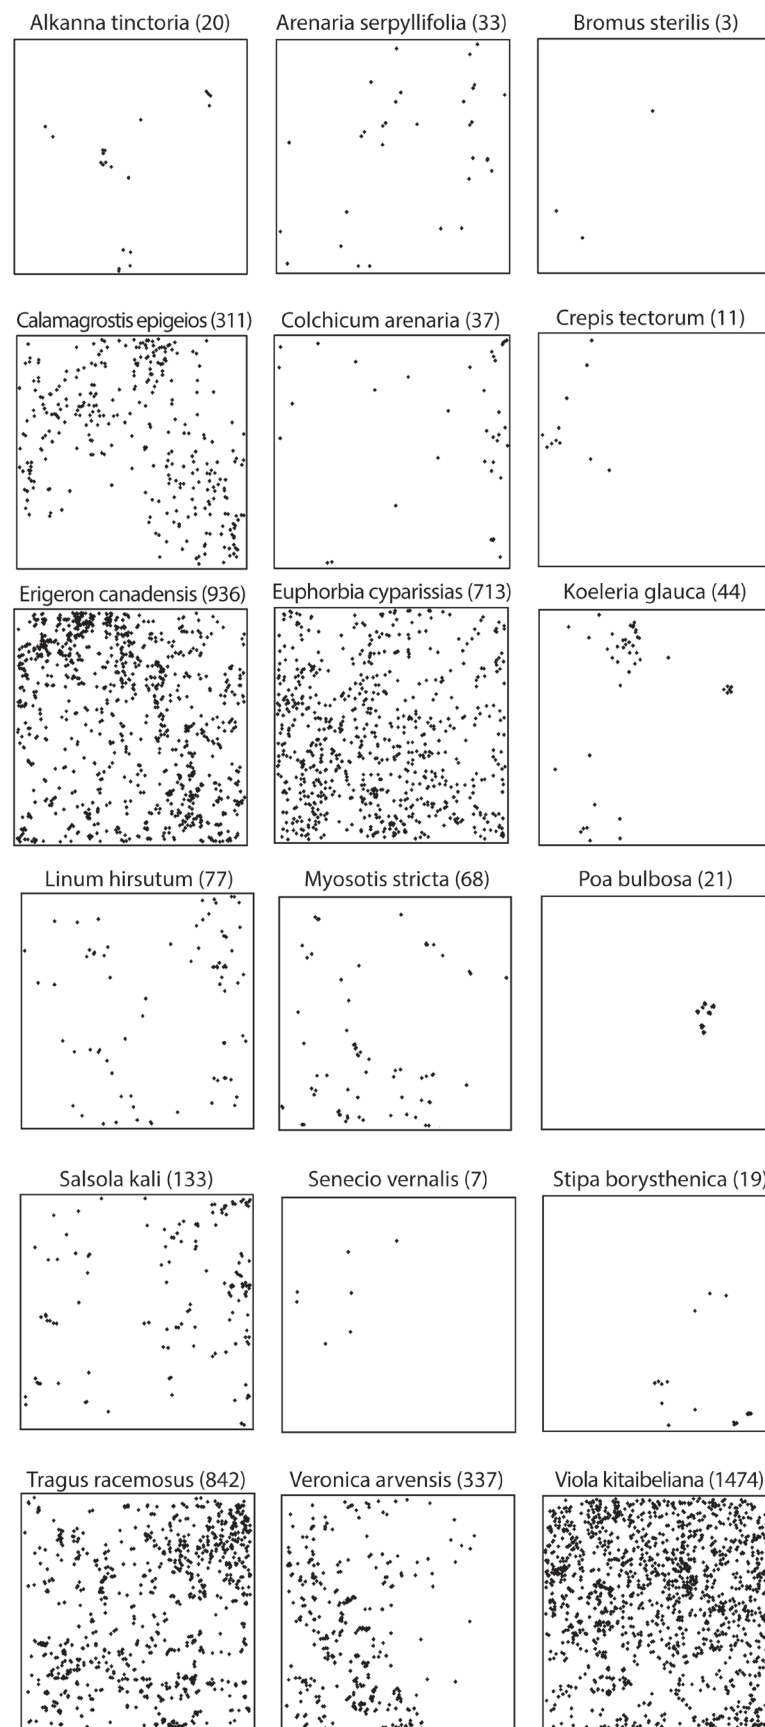 Alkanna tinctoria (20)
Arenaria serpyllifolia (33)
Bromus sterilis (3)
Calamagrostis epigeios (311)
Colchicum arenaria (37)
Crepis tectorum (11)
Erigeron canadensis (936)
Euphorbia cyparissias (713)
Koeleria glauca (44)
Linum hirsutum (77)
Myosotis stricta (68)
Poa bulbosa (21)
Salsola kali (133)
Senecio vernalis (7)
Stipa borysthenica (19)
Tragus racemosus (842)
Veronica arvensis (337)
Viola kitaibeliana (1474)